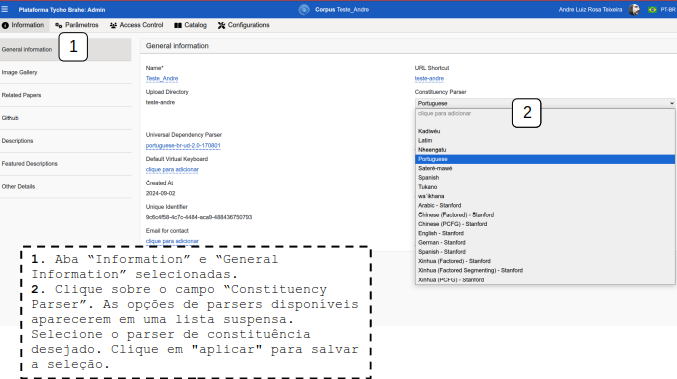 Plataforma Tycho Brahe: Admin
Corpus Teste_Andre
Andre Luiz Rosa Teixeira
PT-BR
Information
Parâmetros
Access Control
Catalog
Configurations
General information
1
Image Gallery
Related Papers
Github
Descriptions
Featured Descriptions
Other Details
General information
Name*
Teste_Andre
Upload Directory
teste-andre
Universal Dependency Parser
portuguese-br-ud-2.0-170801
Default Virtual Keyboard
clique para adicionar
Created At
2024-09-02
Unique Identifier
9c6c4f58-4c7c-4484-aca9-488436750793
Email for contact
clique para adicionar
URL Shortcut
teste-andre
Constituency Parser
Portuguese
2
clique para adicionar
Kadiwéu
Latim
Nheengatu
Portuguese
Sateré-mawé
Spanish
Tukano
wa'ikhana
Arabic - Stanford
Chinese (Factored) - Stanford
Chinese (PCFG) - Stanford
English - Stanford
German - Stanford
Spanish - Stanford
Xinhua (Factored) - Stanford
Xinhua (Factored Segmenting) - Stanford
Xinhua (PCFG) - Stanford
1. Aba “Information” e “General
Information” selecionadas.
2. Clique sobre o campo “Constituency
Parser”. As opções de parsers disponíveis
aparecerem em uma lista suspensa.
Selecione o parser de constituência
desejado. Clique em "aplicar" para salvar
a seleção.